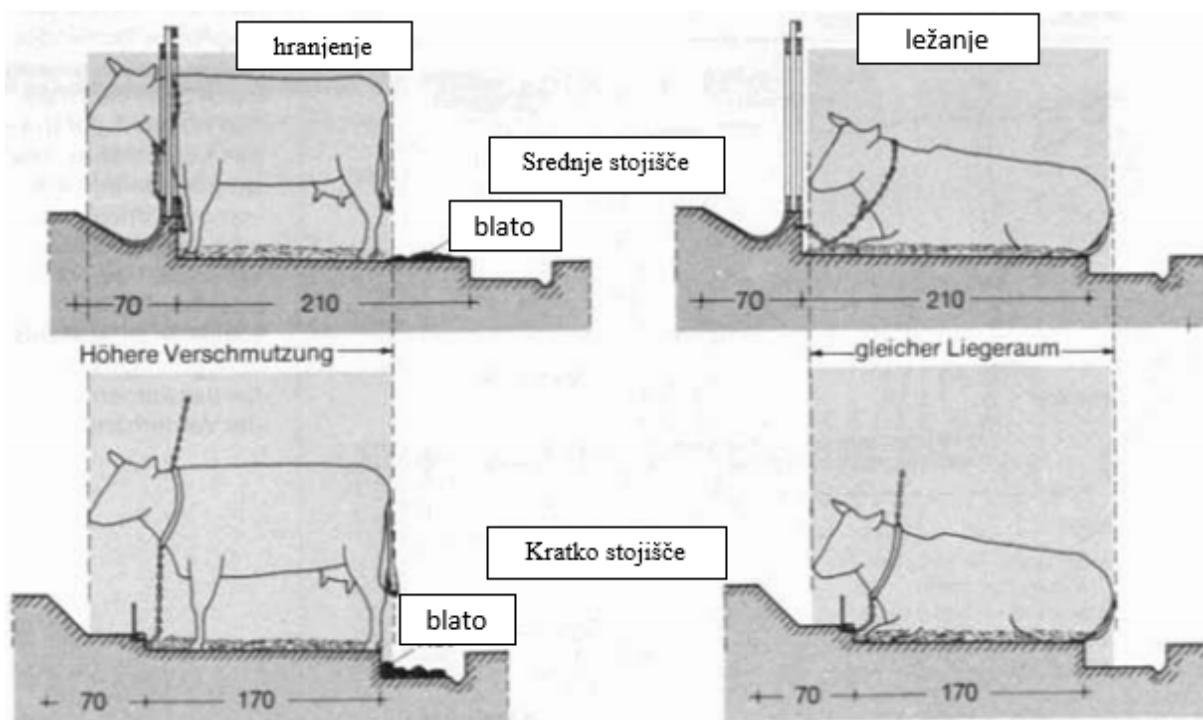 hranjenje
ležanje
Srednje stojišče
blato
70 210
70 210
Höhere Verschmutzung
gleicher Liegeraum
Kratko stojišče
blato
70 170
70 170